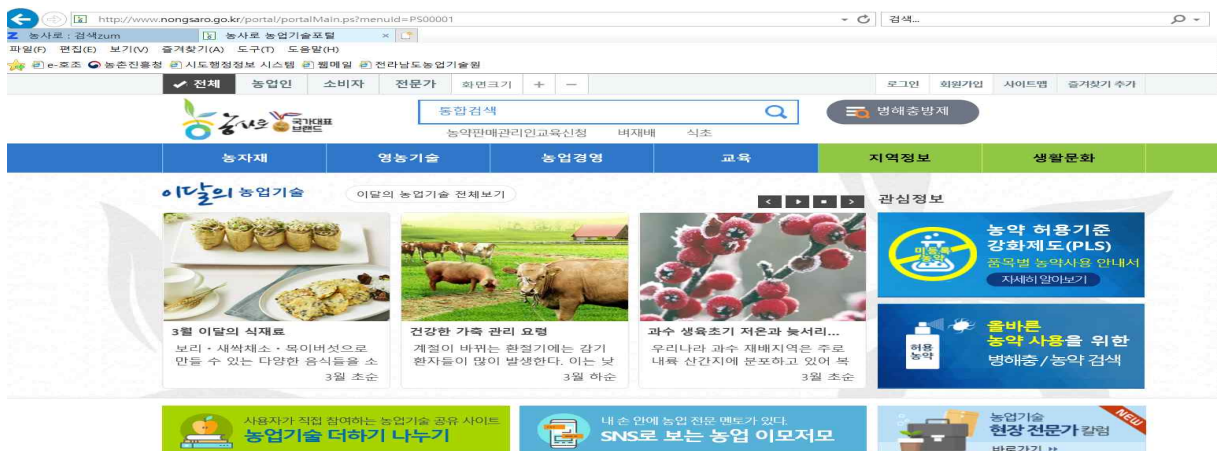 http://www.nongsaro.go.kr/portal/portalMain.ps?menuId=PS00001
검색...
농사로 : 검색zum
농사로 농업기술포털
파일(F) 편집(E) 보기(V) 즐겨찾기(A) 도구(T) 도움말(H)
e-호조 농촌진흥청 시도행정정보 시스템 웹메일 전라남도농업기술원
전체 농업인 소비자 전문가 화면크기 + -
로그인 회원가입 사이트맵 즐겨찾기 추가
농사로 국가대표 브랜드
통합검색
병해충방제
농약판매관리인교육신청 벼재배 식초
농자재 영농기술 농업경영 교육 지역정보 생활문화
이달의 농업기술
이달의 농업기술 전체보기
관심정보
3월 이달의 식재료
보리・새싹채소・목이버섯으로
만들 수 있는 다양한 음식들을 소
3월 초순
건강한 가축 관리 요령
계절이 바뀌는 환절기에는 감기
환자들이 많이 발생한다. 이는 낮
3월 하순
과수 생육초기 저온과 늦서리...
우리나라 과수 재배지역은 주로
내륙 산간지에 분포하고 있어 복
3월 초순
미등록
농약
농약 허용기준
강화제도(PLS)
품목별 농약사용 안내서
자세히 알아보기
허용
농약
올바른
농약 사용을 위한
병해충/농약 검색
사용자가 직접 참여하는 농업기술 공유 사이트
농업기술 더하기 나누기
내 손 안에 농업 전문 멘토가 있다.
SNS로 보는 농업 이모저모
농업기술
현장 전문가 칼럼
바로가기 »
NEW